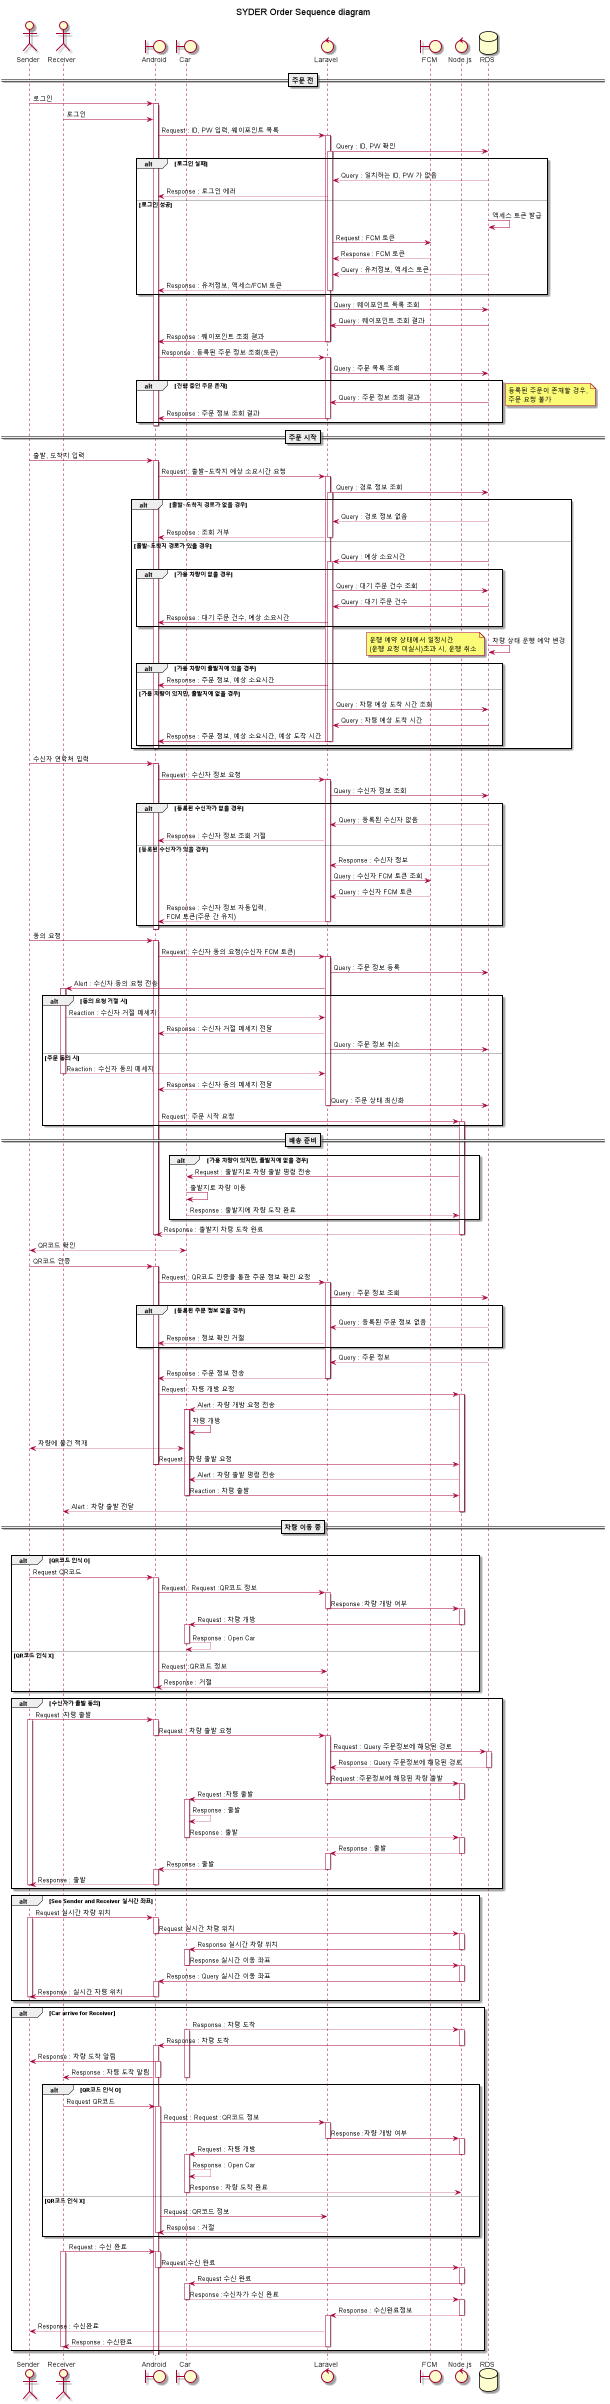 SYDER Order Sequence diagram
Sender
Receiver
Android
Car
Laravel
FCM
Node.js
RDS
주문 전
로그인
로그인
Request : ID, PW 입력, 웨이포인트 목록
Query : ID, PW 확인
alt [로그인 실패]
Query : 일치하는 ID, PW 가 없음
Response : 로그인 에러
[로그인 성공]
액세스 토큰 발급
Request : FCM 토큰
Response : FCM 토큰
Query : 유저정보, 액세스 토큰
Response : 유저정보, 액세스/FCM 토큰
Query : 웨이포인트 목록 조회
Query : 웨이포인트 조회 결과
Response : 웨이포인트 조회 결과
Response : 등록된 주문 정보 조회(토큰)
Query : 주문 목록 조회
alt [진행 중인 주문 존재]
등록된 주문이 존재할 경우,
주문 요청 불가
Query : 주문 정보 조회 결과
Response : 주문 정보 조회 결과
주문 시작
출발, 도착지 입력
Request : 출발~도착지 예상 소요시간 요청
Query : 경로 정보 조회
alt [출발~도착지 경로가 없을 경우]
Query : 경로 정보 없음
Response : 조회 거부
[출발~도착지 경로가 있을 경우]
Query : 예상 소요시간
alt [가용 차량이 없을 경우]
Query : 대기 주문 건수 조회
Query : 대기 주문 건수
Response : 대기 주문 건수, 예상 소요시간
운행 예약 상태에서 일정시간
(운행 요청 미실시)초과 시, 운행 취소
차량 상태 운행 예약 변경
alt [가용 차량이 출발지에 있을 경우]
Response : 주문 정보, 예상 소요시간
[가용 차량이 있지만, 출발지에 없을 경우]
Query : 차량 예상 도착 시간 조회
Query : 차량 예상 도착 시간
Response : 주문 정보, 예상 소요시간, 예상 도착 시간
수신자 연락처 입력
Request : 수신자 정보 요청
Query : 수신자 정보 조회
alt [등록된 수신자가 없을 경우]
Query : 등록된 수신자 없음
Response : 수신자 정보 조회 거절
[등록된 수신자가 있을 경우]
Response : 수신자 정보
Query : 수신자 FCM 토큰 조회
Query : 수신자 FCM 토큰
Response : 수신자 정보 자동입력,
FCM 토큰(주문 간 유지)
동의 요청
Request : 수신자 동의 요청(수신자 FCM 토큰)
Query : 주문 정보 등록
Alert : 수신자 동의 요청 전송
alt [동의 요청 거절 시]
Reaction : 수신자 거절 메세지
Response : 수신자 거절 메세지 전달
Query : 주문 정보 취소
[주문 동의 시]
Reaction : 수신자 동의 메세지
Response : 수신자 동의 메세지 전달
Query : 주문 상태 최신화
Request : 주문 시작 요청
배송 준비
alt [가용 차량이 있지만, 출발지에 없을 경우]
Request : 출발지로 차량 출발 명령 전송
출발지로 차량 이동
Response : 출발지에 차량 도착 완료
Response : 출발지 차량 도착 완료
QR코드 확인
QR코드 인증
Request : QR코드 인증을 통한 주문 정보 확인 요청
Query : 주문 정보 조회
alt [등록된 주문 정보 없을 경우]
Query : 등록된 주문 정보 없음
Response : 정보 확인 거절
Query : 주문 정보
Response : 주문 정보 전송
Request : 차량 개방 요청
Alert : 차량 개방 요청 전송
차량 개방
차량에 물건 적재
Request : 차량 출발 요청
Alert : 차량 출발 명령 전송
Reaction : 차량 출발
Alert : 차량 출발 전달
차량 이동 중
alt [QR코드 인식 O]
Request QR코드
Request : Request :QR코드 정보
Response :차량 개방 여부
Request : 차량 개방
Response : Open Car
[QR코드 인식 X]
Request :QR코드 정보
Response : 거절
alt [수신자가 출발 동의]
Request :차량 출발
Request : 차량 출발 요청
Request : Query 주문정보에 해당된 경로
Response : Query 주문정보에 해당된 경로
Request :주문정보에 해당된 차량 출발
Request :차량 출발
Response : 출발
Response : 출발
Response : 출발
Response : 출발
Response : 출발
alt [See Sender and Receiver 실시간 좌표]
Request 실시간 차량 위치
Request 실시간 차량 위치
Response 실시간 차량 위치
Response 실시간 이동 좌표
Response : Query 실시간 이동 좌표
Response : 실시간 차량 위치
alt [Car arrive for Receiver]
Response : 차량 도착
Response : 차량 도착
Response : 차량 도착 알림
Response : 차량 도착 알림
alt [QR코드 인식 O]
Request QR코드
Request : Request :QR코드 정보
Response :차량 개방 여부
Request : 차량 개방
Response : Open Car
Response : 차량 도착 완료
[QR코드 인식 X]
Request :QR코드 정보
Response : 거절
Request : 수신 완료
Request 수신 완료
Request 수신 완료
Response :수신자가 수신 완료
Response : 수신완료정보
Response : 수신완료
Response : 수신완료
Sender
Receiver
Android
Car
Laravel
FCM
Node.js
RDS